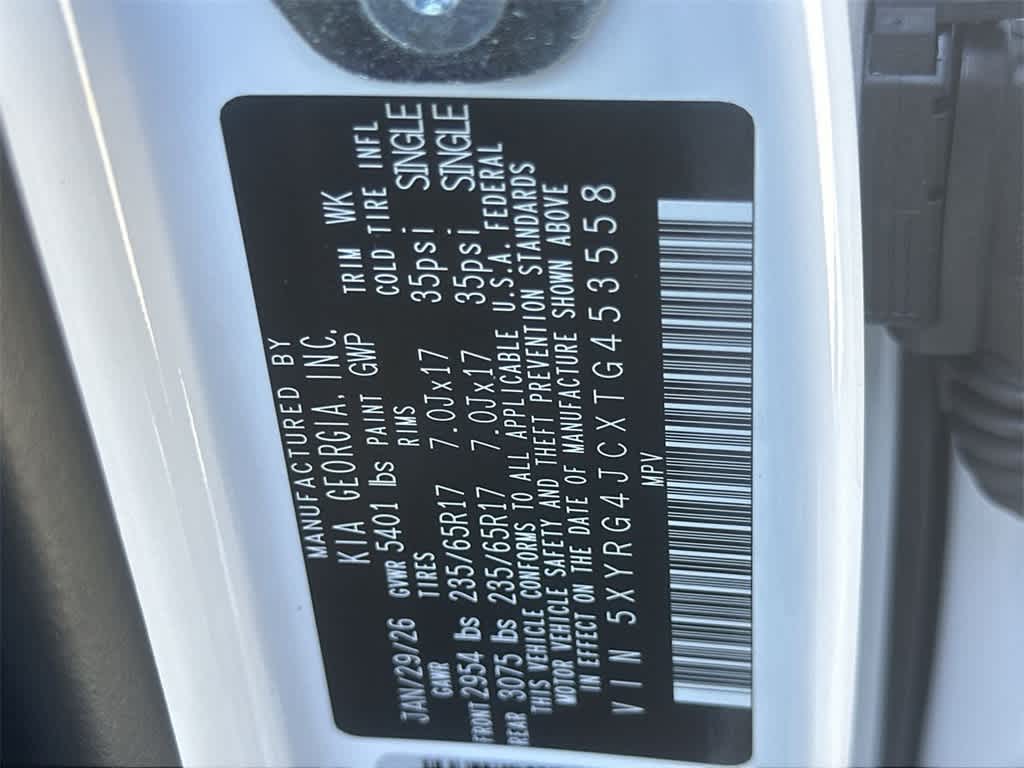 MANUFACTURED BY
KIA GEORGIA, INC.
JAN/29/26 GVWR 5401 lbs PAINT GWP TRIM WK
GAWR TIRES RIMS COLD TIRE INFL
FRONT 2954 lbs 235/65R17 7.0Jx17 35psi SINGLE
REAR 3075 lbs 235/65R17 7.0Jx17 35psi SINGLE
THIS VEHICLE CONFORMS TO ALL APPLICABLE U.S.A. FEDERAL
MOTOR VEHICLE SAFETY AND THEFT PREVENTION STANDARDS
IN EFFECT ON THE DATE OF MANUFACTURE SHOWN ABOVE
VIN 5XYRG4JCXTG453558
MPV